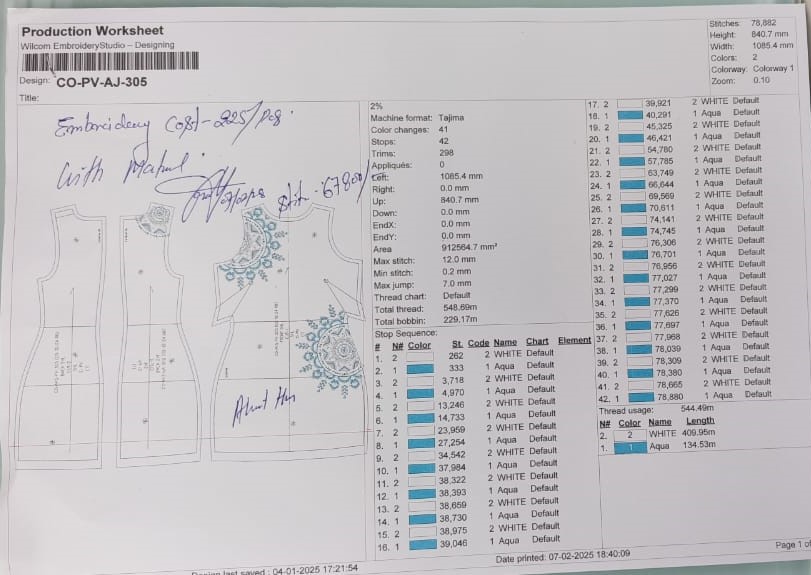 Production Worksheet
Wilcom EmbroideryStudio – Designing
Design: CO-PV-AJ-305
Title:
Stitches: 78,882
Height: 840.7 mm
Width: 1085.4 mm
Colors: 2
Colorway: Colorway 1
Zoom: 0.10
Embroidery Cost-225/Pcs.
With Matrial.
Stit-67800/
2%
Machine format: Tajima
Color changes: 41
Stops: 42
Trims: 298
Appliqués: 0
Left: 1085.4 mm
Right: 0.0 mm
Up: 840.7 mm
Down: 0.0 mm
EndX: 0.0 mm
EndY: 0.0 mm
Area 912564.7 mm²
Max stitch: 12.0 mm
Min stitch: 0.2 mm
Max jump: 7.0 mm
Thread chart: Default
Total thread: 548.69m
Total bobbin: 229.17m
Stop Sequence:
# N# Color St. Code Name Chart Element
1. 2 262 2 WHITE Default
2. 1 333 1 Aqua Default
3. 2 3,718 2 WHITE Default
4. 1 4,970 1 Aqua Default
5. 2 13,246 2 WHITE Default
6. 1 14,733 1 Aqua Default
7. 2 23,959 2 WHITE Default
8. 1 27,254 1 Aqua Default
9. 2 34,542 2 WHITE Default
10. 1 37,984 1 Aqua Default
11. 2 38,322 2 WHITE Default
12. 1 38,393 1 Aqua Default
13. 2 38,659 2 WHITE Default
14. 1 38,730 1 Aqua Default
15. 2 38,975 2 WHITE Default
16. 1 39,046 1 Aqua Default
17. 2 39,921 2 WHITE Default
18. 1 40,291 1 Aqua Default
19. 2 45,325 2 WHITE Default
20. 1 46,421 1 Aqua Default
21. 2 54,780 2 WHITE Default
22. 1 57,785 1 Aqua Default
23. 2 63,749 2 WHITE Default
24. 1 66,644 1 Aqua Default
25. 2 69,569 2 WHITE Default
26. 1 70,611 1 Aqua Default
27. 2 74,141 2 WHITE Default
28. 1 74,745 1 Aqua Default
29. 2 76,306 2 WHITE Default
30. 1 76,701 1 Aqua Default
31. 2 76,956 2 WHITE Default
32. 1 77,027 1 Aqua Default
33. 2 77,299 2 WHITE Default
34. 1 77,370 1 Aqua Default
35. 2 77,626 2 WHITE Default
36. 1 77,697 1 Aqua Default
37. 2 77,968 2 WHITE Default
38. 1 78,039 1 Aqua Default
39. 2 78,309 2 WHITE Default
40. 1 78,380 1 Aqua Default
41. 2 78,665 2 WHITE Default
42. 1 78,880 1 Aqua Default
Thread usage: 544.49m
N# Color Name Length
2. 2 WHITE 409.95m
1. 1 Aqua 134.53m
Design last saved : 04-01-2025 17:21:54
Date printed: 07-02-2025 18:40:09
Page 1 of